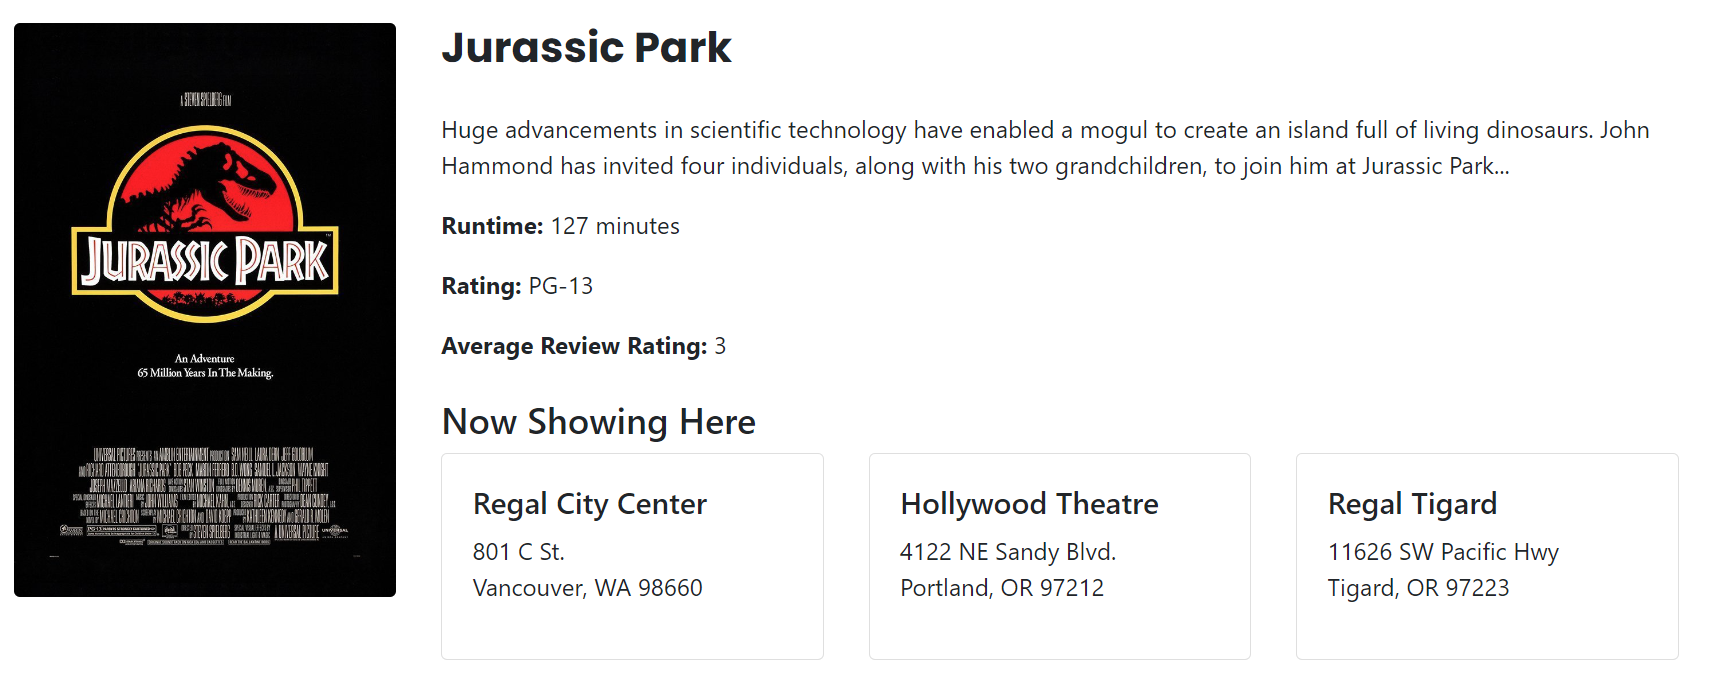 A STEVEN SPIELBERG FILM
JURASSIC PARK
An Adventure
65 Million Years In The Making.
Jurassic Park
Huge advancements in scientific technology have enabled a mogul to create an island full of living dinosaurs. John
Hammond has invited four individuals, along with his two grandchildren, to join him at Jurassic Park...
Runtime: 127 minutes
Rating: PG-13
Average Review Rating: 3
Now Showing Here
Regal City Center
801 C St.
Vancouver, WA 98660
Hollywood Theatre
4122 NE Sandy Blvd.
Portland, OR 97212
Regal Tigard
11626 SW Pacific Hwy
Tigard, OR 97223